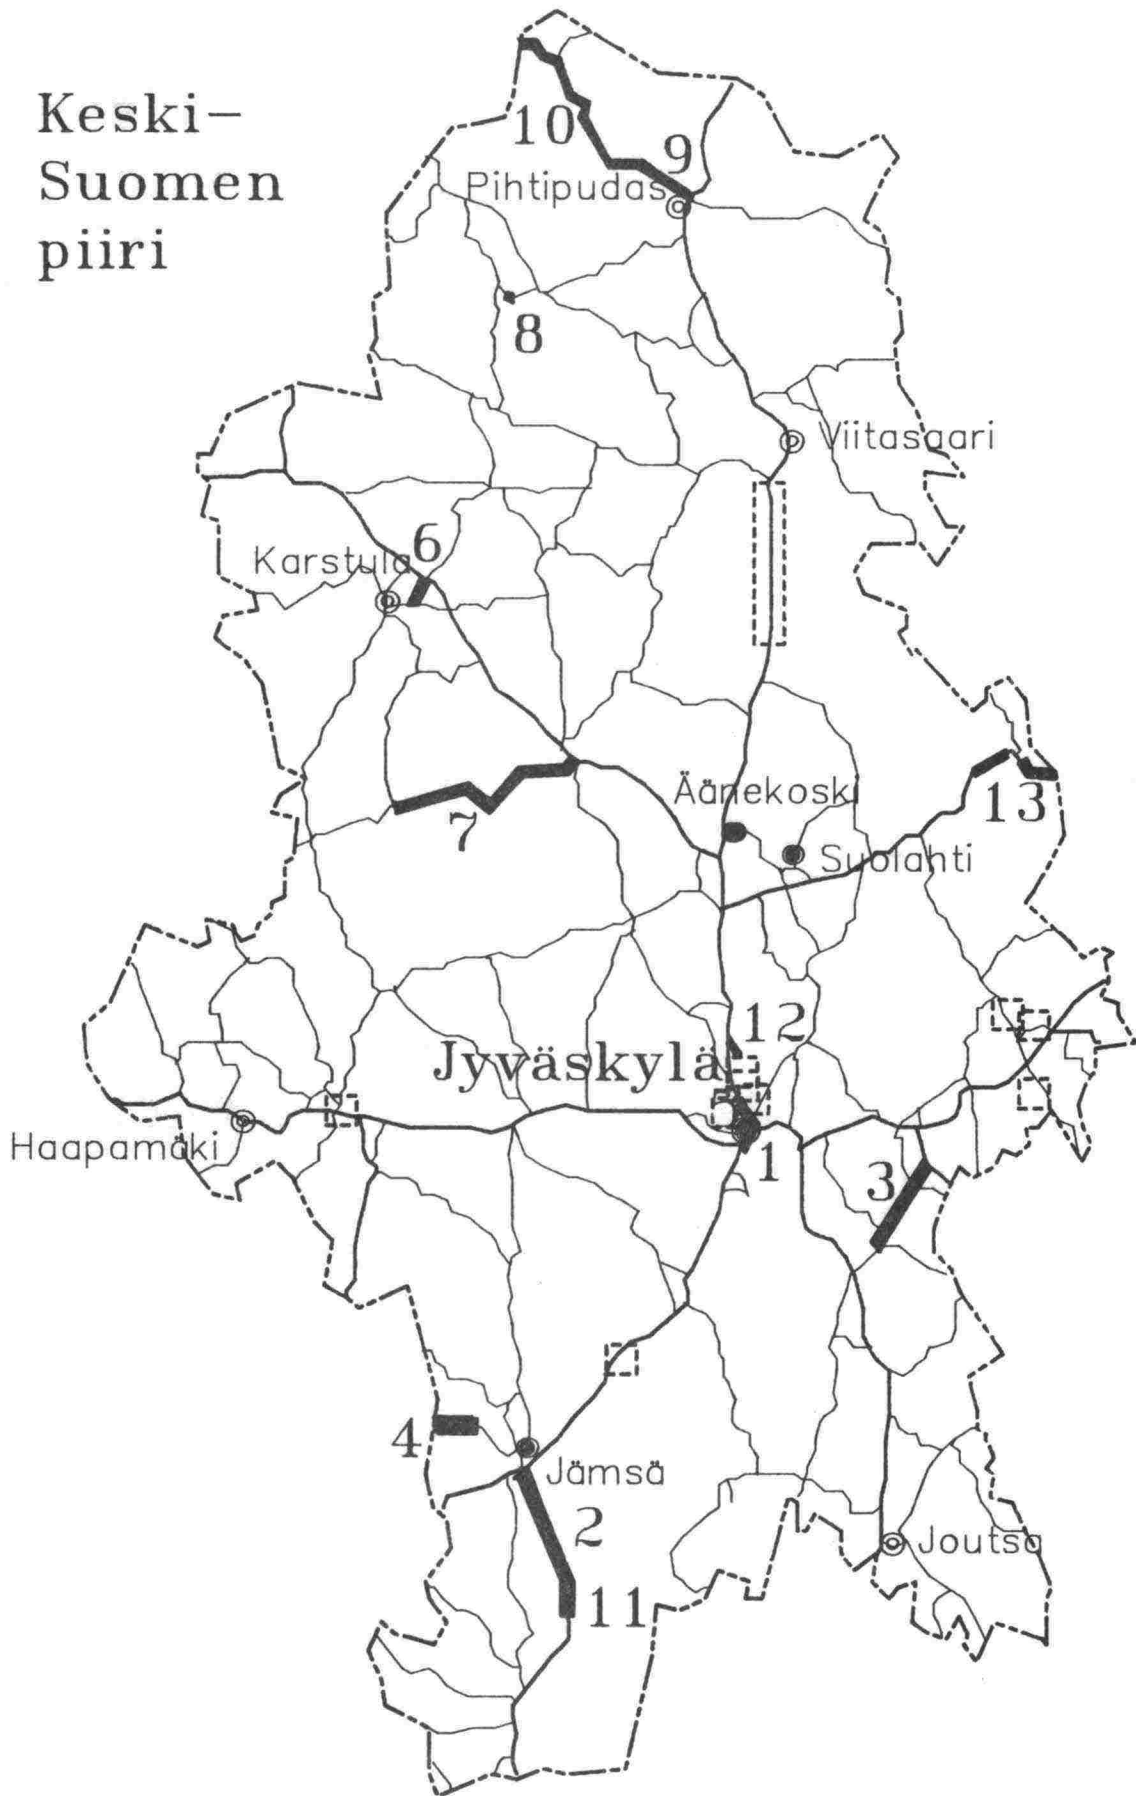 Keski-
Suomen
piiri
10
9
Pihtipudas
8
Viitasaari
6
Karstula
Äänekoski
13
7
Suolahti
12
Jyväskylä
Haapamäki
1
3
4
Jämsä
2
Joutsa
11